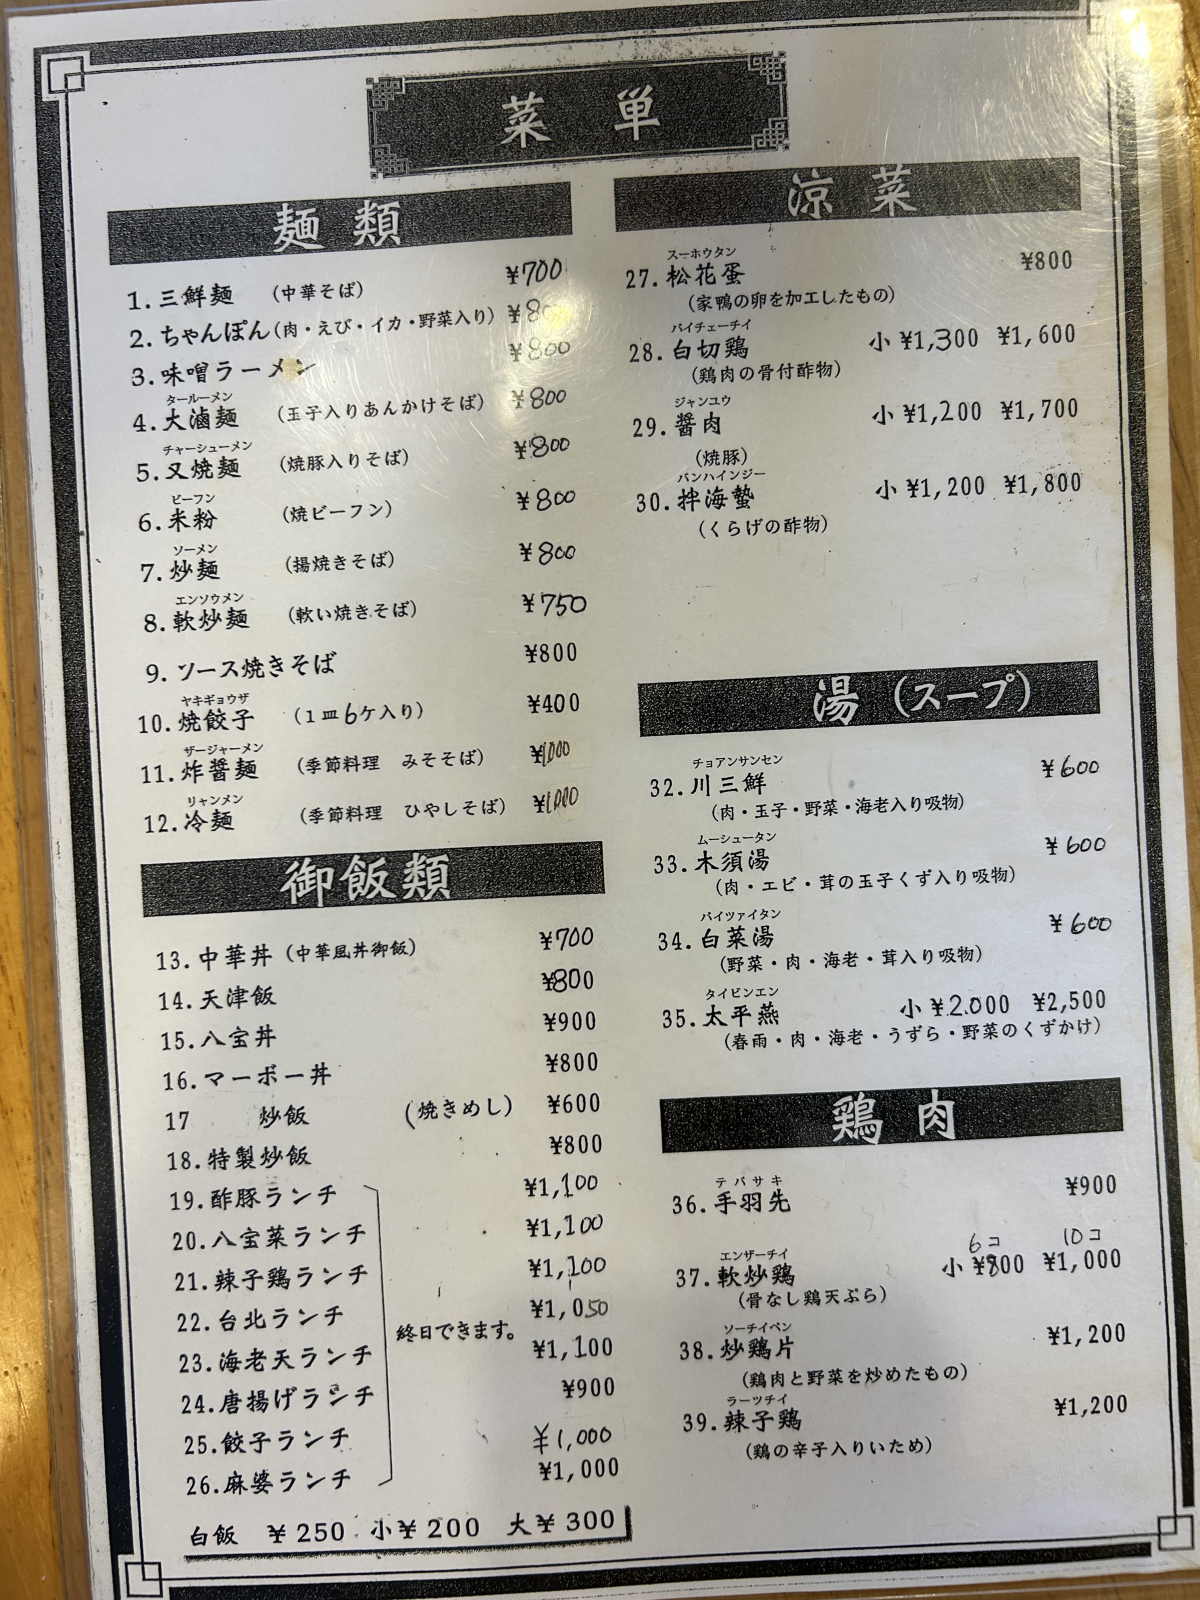 菜単
麺類
1.三鮮麺 (中華そば) ¥700
2.ちゃんぽん(肉・えび・イカ・野菜入り) ¥800
3.味噌ラーメン ¥800
タールーメン
4.大滷麺 (玉子入りあんかけそば) ¥800
チャーシューメン
5.叉焼麺 (焼豚入りそば) ¥800
ビーフン
6.米粉 (焼ビーフン) ¥800
ソーメン
7.炒麺 (揚焼きそば) ¥800
エンソウメン
8.軟炒麺 (軟い焼きそば) ¥750
9.ソース焼きそば ¥800
ヤキギョウザ
10.焼餃子 (1皿6ケ入り) ¥400
ザージャーメン
11.炸醤麺 (季節料理 みそそば) ¥1000
リャンメン
12.冷麺 (季節料理 ひやしそば) ¥1000
御飯類
13.中華丼 (中華風丼御飯) ¥700
14.天津飯 ¥800
15.八宝丼 ¥900
16.マーボー丼 ¥800
17 炒飯 (焼きめし) ¥600
18.特製炒飯 ¥800
19.酢豚ランチ ¥1,100
20.八宝菜ランチ ¥1,100
21.辣子鶏ランチ ¥1,100
22.台北ランチ ¥1,050
終日できます。
23.海老天ランチ ¥1,100
24.唐揚げランチ ¥900
25.餃子ランチ ¥1,000
26.麻婆ランチ ¥1,000
白飯 ¥250 小¥200 大¥300
涼菜
スーホウタン
27.松花蛋 ¥800
(家鴨の卵を加工したもの)
バイチェーチイ
28.白切鶏 小 ¥1,300 ¥1,600
(鶏肉の骨付酢物)
ジャンユウ
29.醤肉 小 ¥1,200 ¥1,700
(焼豚)
バンハインジー
30.拌海蟄 小 ¥1,200 ¥1,800
(くらげの酢物)
湯(スープ)
チョアンサンセン
32.川三鮮 ¥600
(肉・玉子・野菜・海老入り吸物)
ムーシュータン
33.木須湯 ¥600
(肉・エビ・茸の玉子くず入り吸物)
バイツァイタン
34.白菜湯 ¥600
(野菜・肉・海老・茸入り吸物)
タイピンエン
35.太平燕 小 ¥2,000 ¥2,500
(春雨・肉・海老・うずら・野菜のくずかけ)
鶏肉
テバサキ
36.手羽先 ¥900
6コ 10コ
エンザーチイ
37.軟炒鶏 小 ¥800 ¥1,000
(骨なし鶏天ぷら)
ソーチイペン
38.炒鶏片 ¥1,200
(鶏肉と野菜を炒めたもの)
ラーツチイ
39.辣子鶏 ¥1,200
(鶏の辛子入りいため)